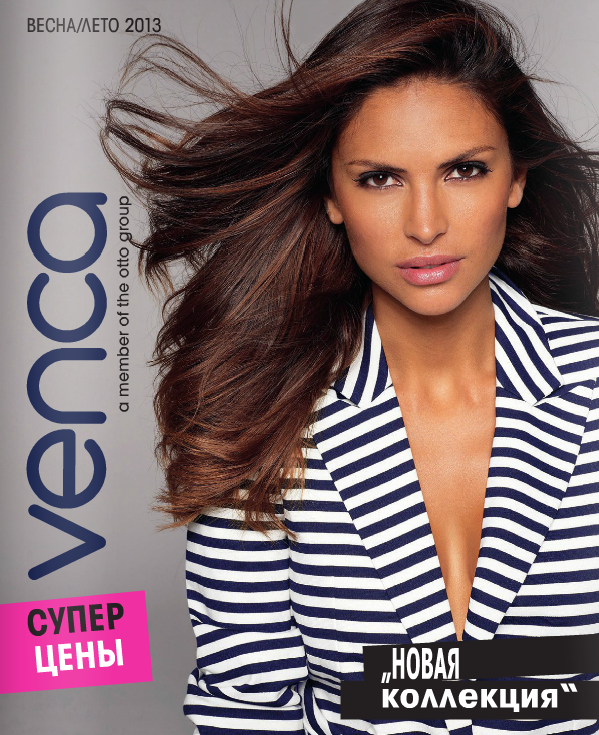 ВЕСНА/ЛЕТО 2013
venca
a member of the otto group
СУПЕР
ЦЕНЫ
„НОВАЯ
КОЛЛЕКЦИЯ“